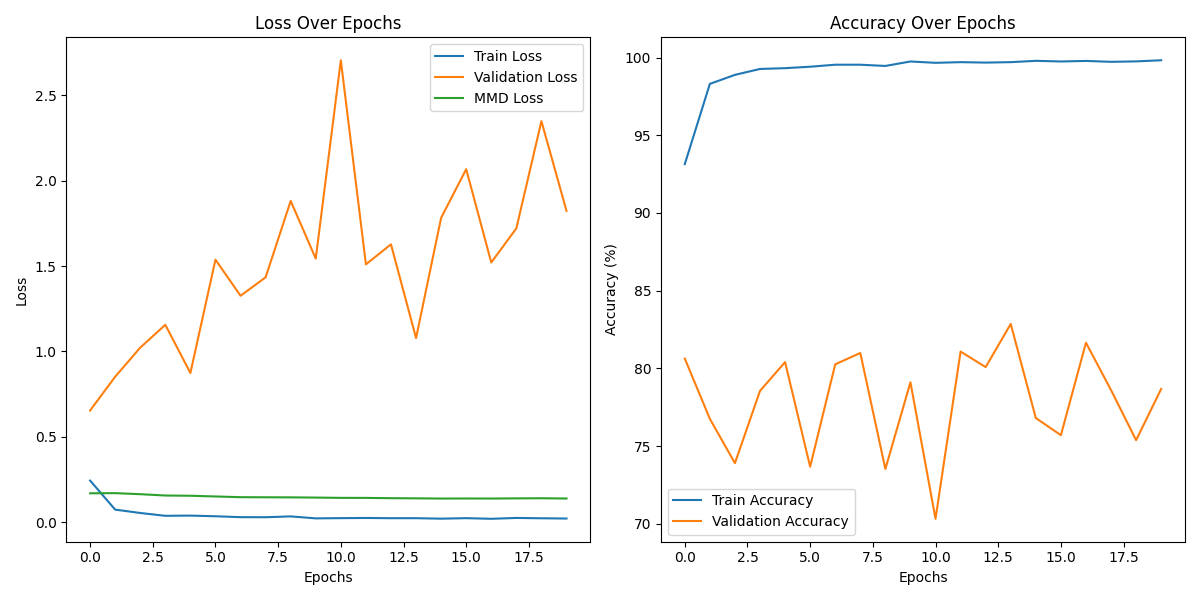 Loss Over Epochs
Train Loss
Validation Loss
MMD Loss
2.5
2.0
1.5
1.0
0.5
0.0
Loss
0.0 2.5 5.0 7.5 10.0 12.5 15.0 17.5
Epochs
Accuracy Over Epochs
100
95
90
85
80
75
70
Accuracy (%)
Train Accuracy
Validation Accuracy
0.0 2.5 5.0 7.5 10.0 12.5 15.0 17.5
Epochs